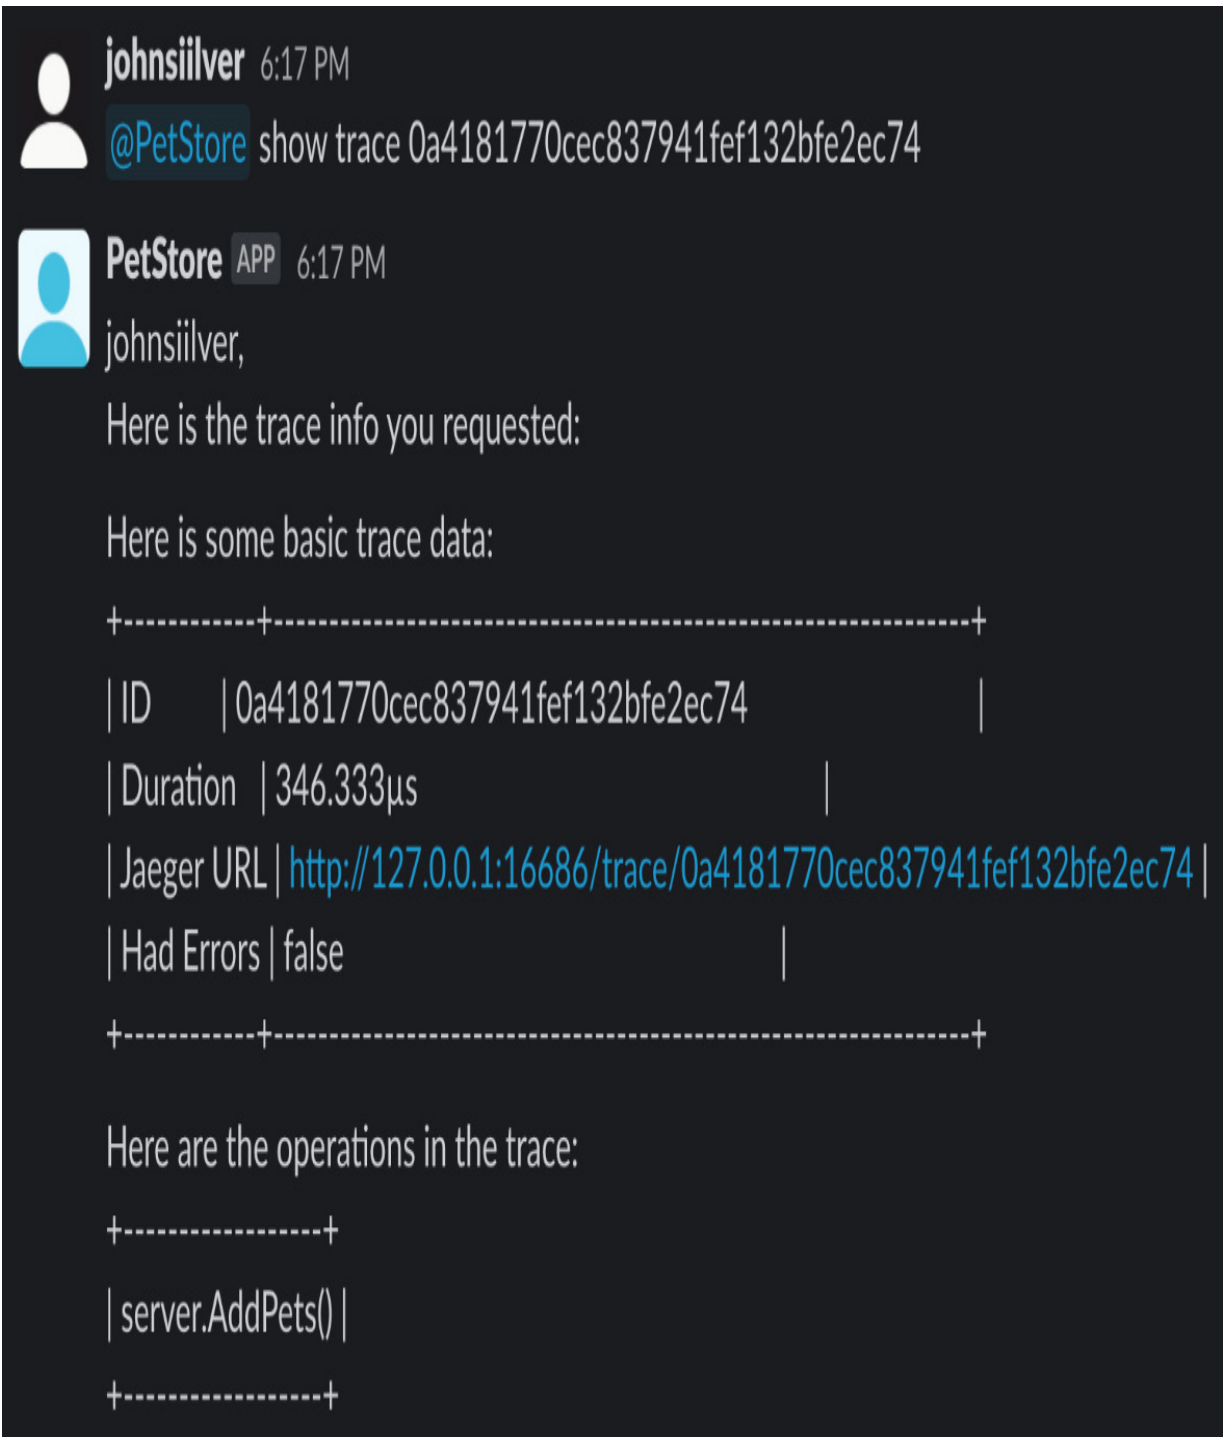 johnsiilver 6:17 PM
@PetStore show trace 0a4181770cec837941fef132bfe2ec74
PetStore APP 6:17 PM
johnsiilver,
Here is the trace info you requested:
Here is some basic trace data:
+------------+---------------------------------------------------------------+
| ID | 0a4181770cec837941fef132bfe2ec74 |
| Duration | 346.333µs |
| Jaeger URL | http://127.0.0.1:16686/trace/0a4181770cec837941fef132bfe2ec74 |
| Had Errors | false |
+------------+---------------------------------------------------------------+
Here are the operations in the trace:
+------------------+
| server.AddPets() |
+------------------+